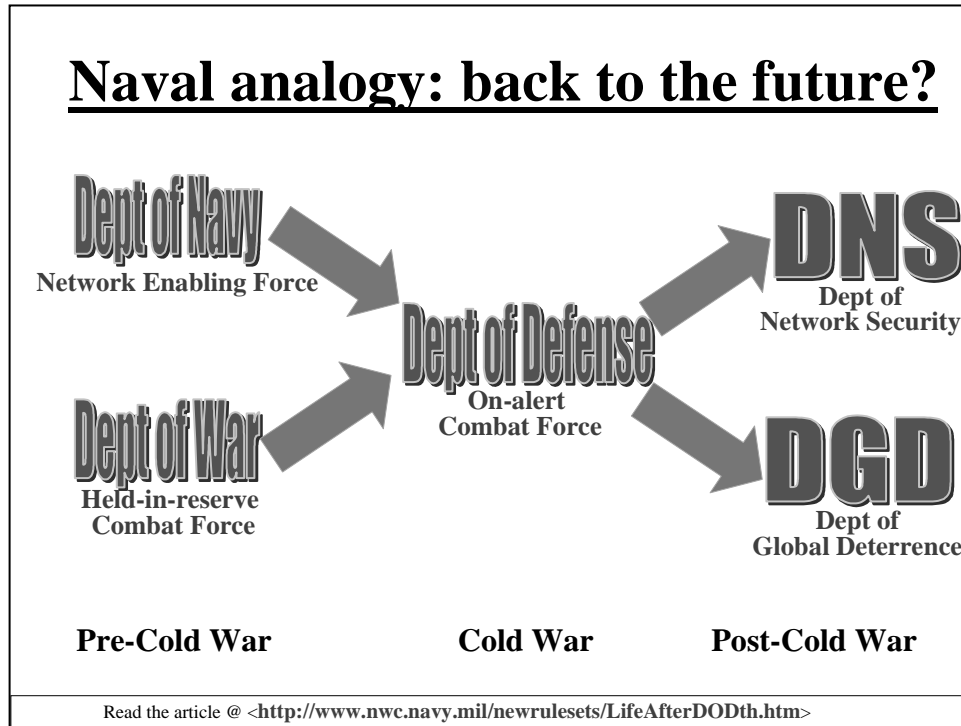 Naval analogy: back to the future?
Dept of Navy
Network Enabling Force
Dept of War
Held-in-reserve
Combat Force
Dept of Defense
On-alert
Combat Force
DNS
Dept of
Network Security
DGD
Dept of
Global Deterrence
Pre-Cold War
Cold War
Post-Cold War
Read the article @ <http://www.nwc.navy.mil/newrulesets/LifeAfterDODth.htm>